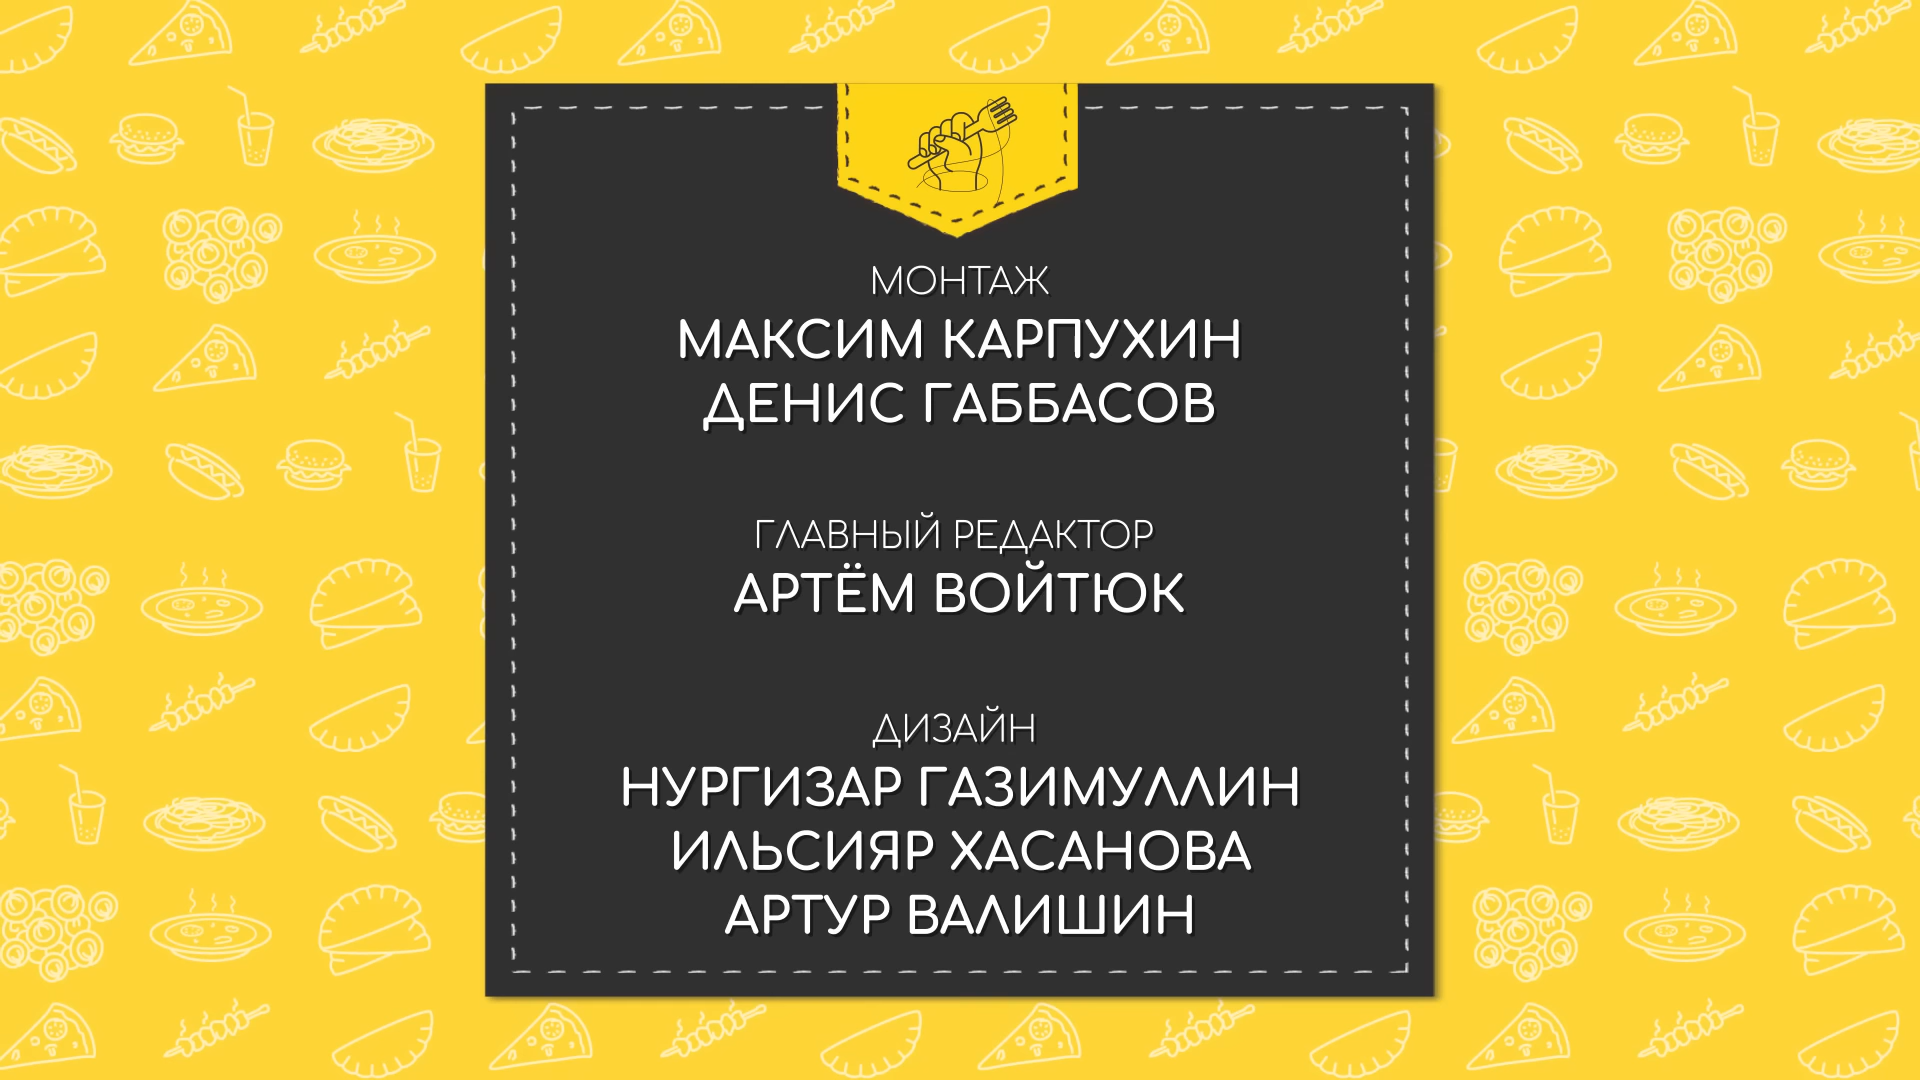 МОНТАЖ
МАКСИМ КАРПУХИН
ДЕНИС ГАББАСОВ
ГЛАВНЫЙ РЕДАКТОР
АРТЁМ ВОЙТЮК
ДИЗАЙН
НУРГИЗАР ГАЗИМУЛЛИН
ИЛЬСИЯР ХАСАНОВА
АРТУР ВАЛИШИН